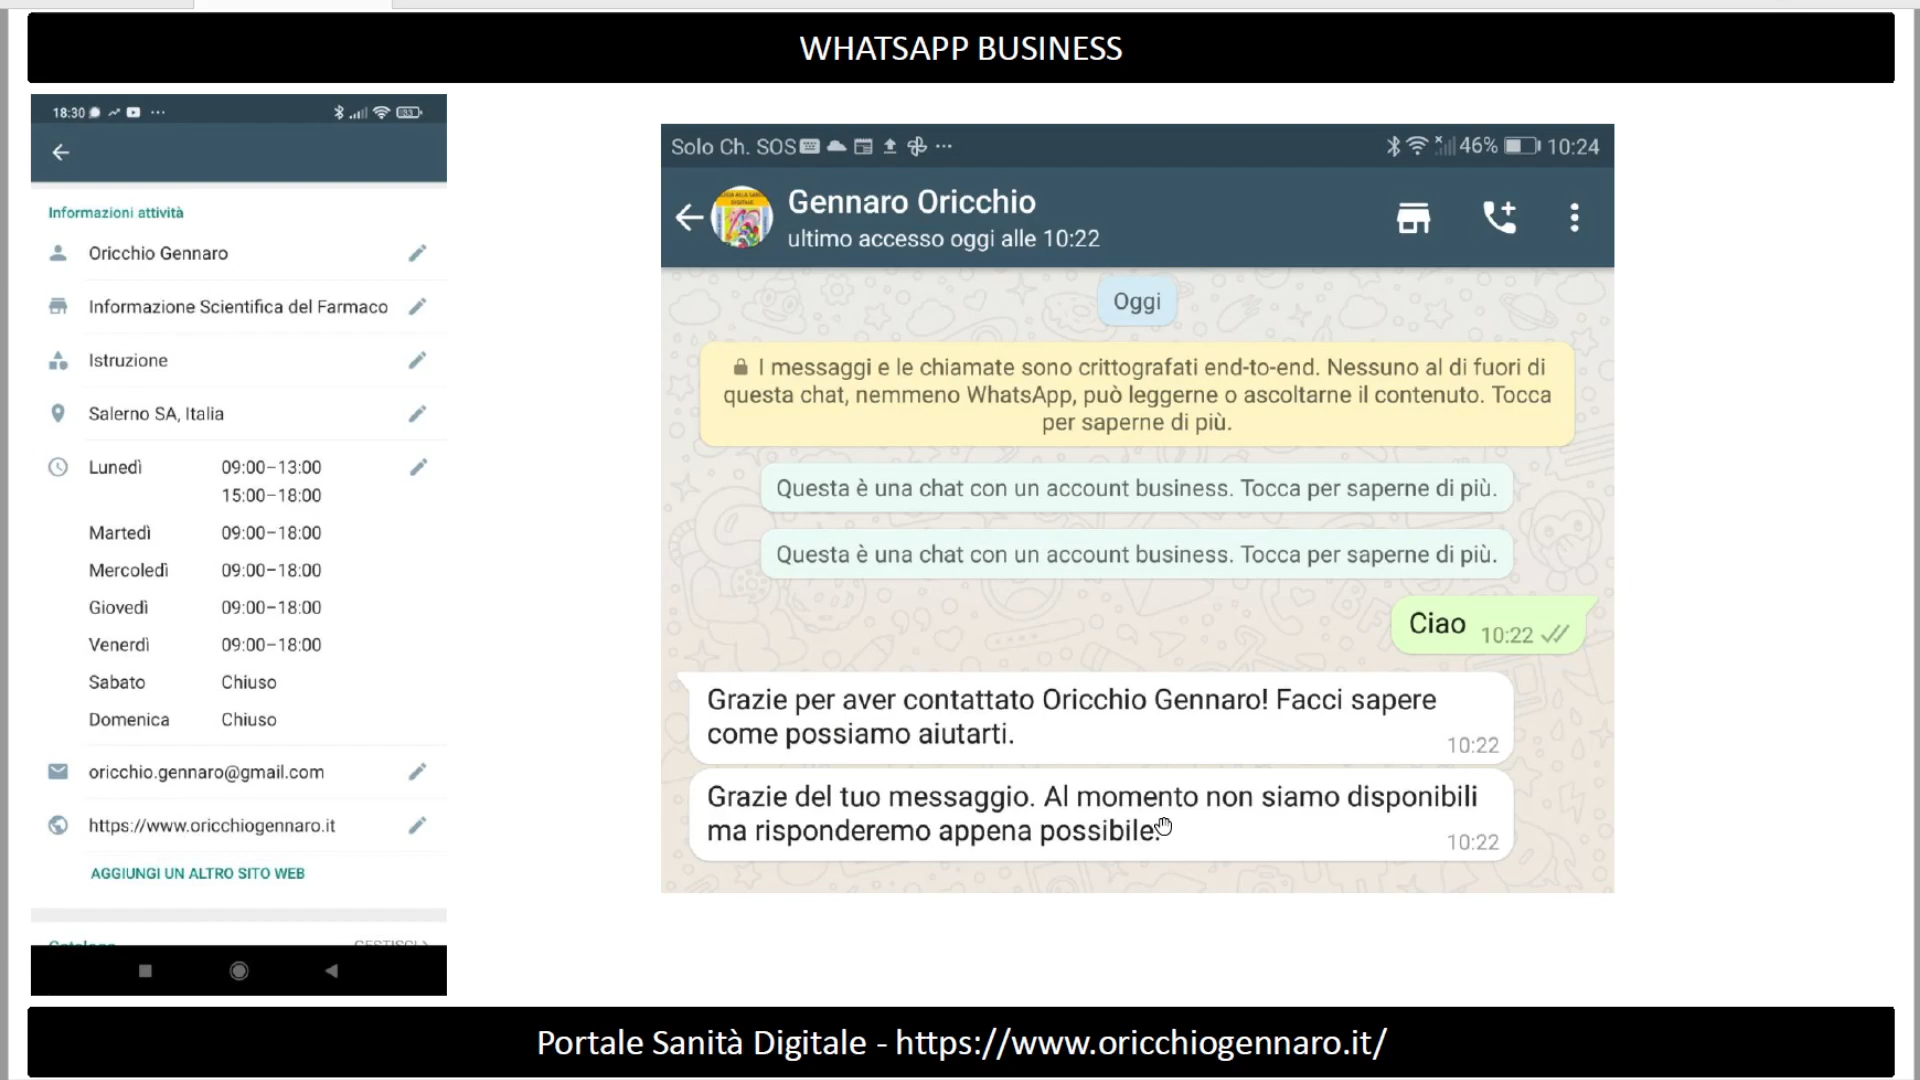 WHATSAPP BUSINESS
18:30
Informazioni attività
Oricchio Gennaro
Informazione Scientifica del Farmaco
Istruzione
Salerno SA, Italia
Lunedì 09:00–13:00
15:00–18:00
Martedì 09:00–18:00
Mercoledì 09:00–18:00
Giovedì 09:00–18:00
Venerdì 09:00–18:00
Sabato Chiuso
Domenica Chiuso
oricchio.gennaro@gmail.com
https://www.oricchiogennaro.it
AGGIUNGI UN ALTRO SITO WEB
Solo Ch. SOS 46% 10:24
Gennaro Oricchio
ultimo accesso oggi alle 10:22
Oggi
I messaggi e le chiamate sono crittografati end-to-end. Nessuno al di fuori di
questa chat, nemmeno WhatsApp, può leggerne o ascoltarne il contenuto. Tocca
per saperne di più.
Questa è una chat con un account business. Tocca per saperne di più.
Questa è una chat con un account business. Tocca per saperne di più.
Ciao 10:22
Grazie per aver contattato Oricchio Gennaro! Facci sapere
come possiamo aiutarti.
10:22
Grazie del tuo messaggio. Al momento non siamo disponibili
ma risponderemo appena possibile.
10:22
Portale Sanità Digitale - https://www.oricchiogennaro.it/